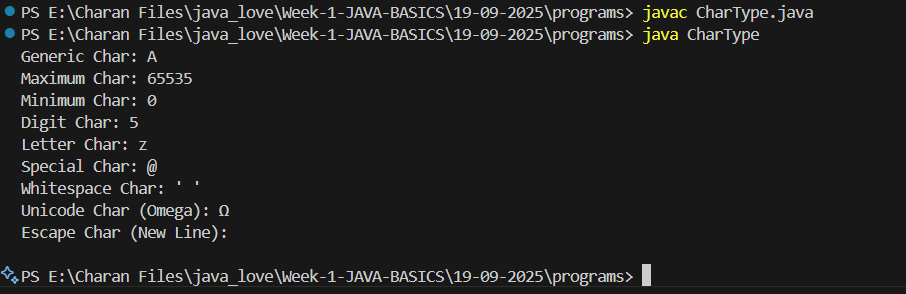 PS E:\Charan Files\java_love\Week-1-JAVA-BASICS\19-09-2025\programs> javac CharType.java
PS E:\Charan Files\java_love\Week-1-JAVA-BASICS\19-09-2025\programs> java CharType
Generic Char: A
Maximum Char: 65535
Minimum Char: 0
Digit Char: 5
Letter Char: z
Special Char: @
Whitespace Char: ' '
Unicode Char (Omega): Ω
Escape Char (New Line):
PS E:\Charan Files\java_love\Week-1-JAVA-BASICS\19-09-2025\programs>